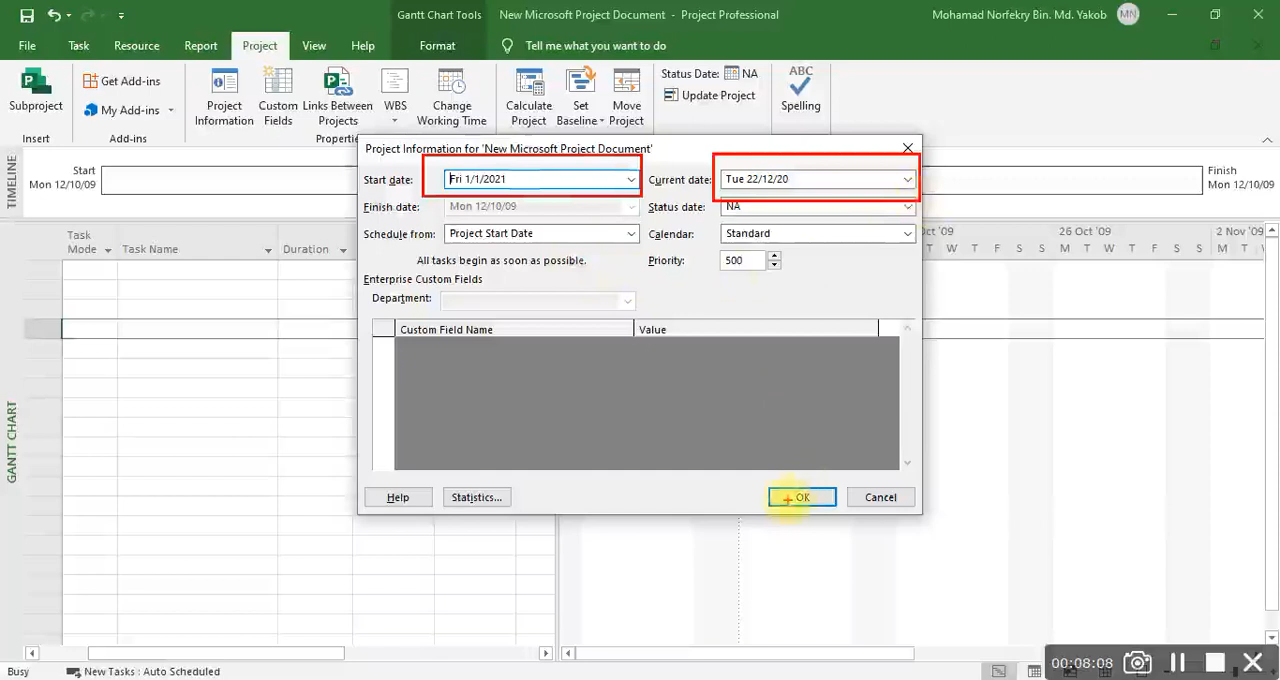 Gantt Chart Tools
New Microsoft Project Document - Project Professional
Mohamad Norfekry Bin. Md. Yakob
MN
File
Task
Resource
Report
Project
View
Help
Format
Tell me what you want to do
Subproject
Insert
Get Add-ins
My Add-ins
Add-ins
Project
Information
Custom
Fields
Links Between
Projects
WBS
Change
Working Time
Calculate
Project
Set
Baseline
Move
Project
Status Date:
NA
Update Project
ABC
Spelling
TIMELINE
Start
Mon 12/10/09
Finish
Mon 12/10/09
Project Information for 'New Microsoft Project Document'
Start date:
Fri 1/1/2021
Current date:
Tue 22/12/20
Finish date:
Mon 12/10/09
Status date:
NA
Schedule from:
Project Start Date
Calendar:
Standard
All tasks begin as soon as possible.
Priority:
500
Enterprise Custom Fields
Department:
Custom Field Name
Value
Help
Statistics...
OK
Cancel
GANTT CHART
Task
Mode
Task Name
Duration
26 Oct '09
2 Nov '09
T W T F S S M T W T F S S M T W
Busy
New Tasks : Auto Scheduled
00:08:08